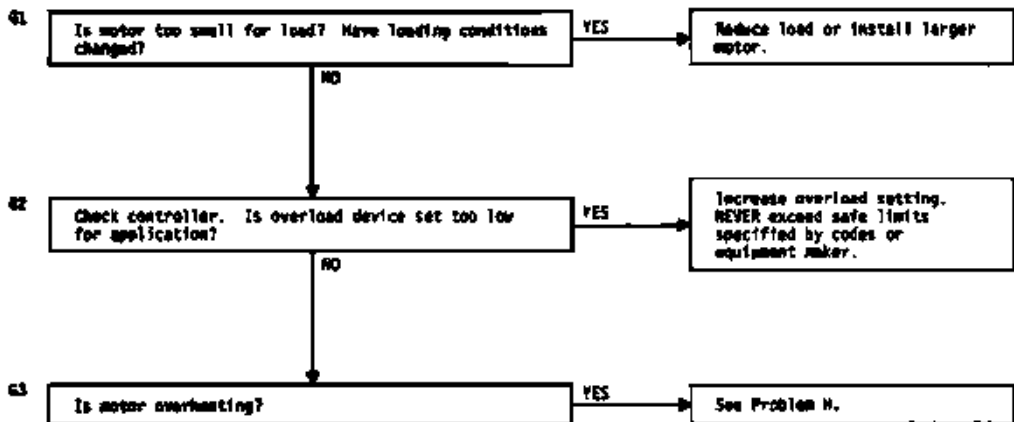 G1
Is motor too small for load? Have loading conditions
changed?
YES
Reduce load or install larger
motor.
NO
G2
Check controller. Is overload device set too low
for application?
YES
Increase overload setting.
NEVER exceed safe limits
specified by codes or
equipment maker.
NO
G3
Is motor overheating?
YES
See Problem